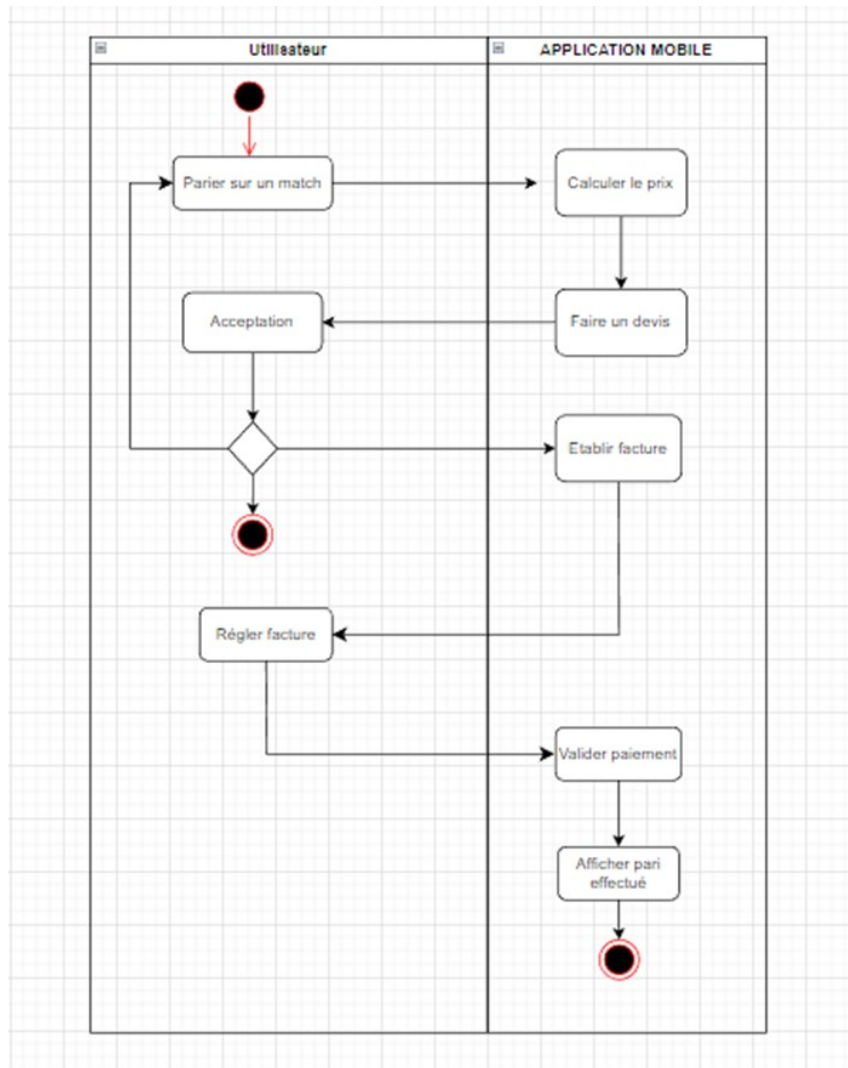 Utilisateur
APPLICATION MOBILE
Parier sur un match
Calculer le prix
Acceptation
Faire un devis
Etablir facture
Régler facture
Valider paiement
Afficher pari
effectué